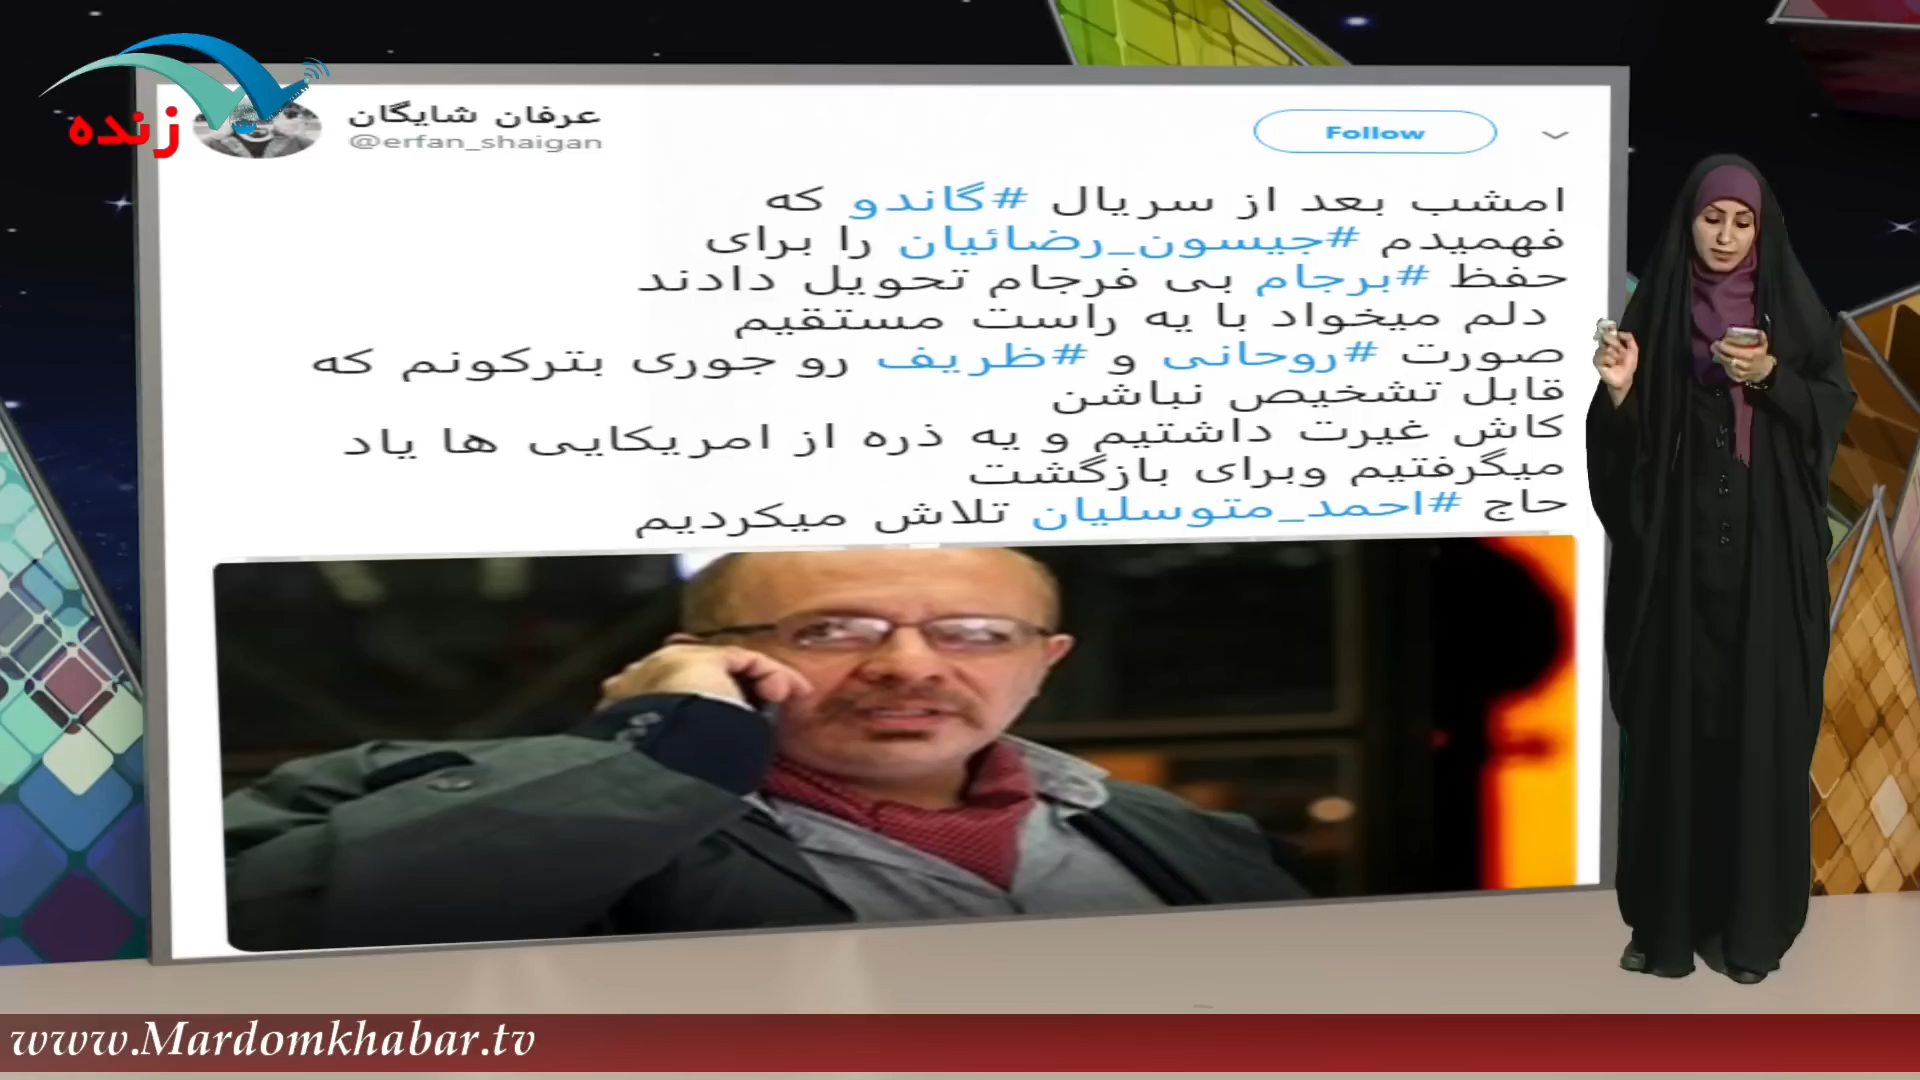 زنده
عرفان شایگان
@erfan_shaigan
Follow
امشب بعد از سریال #گاندو که
فهمیدم #جیسون_رضائیان را برای
حفظ #برجام بی فرجام تحویل دادند
دلم میخواد با یه راست مستقیم
صورت #روحانی و #ظریف رو جوری بترکونم که
قابل تشخیص نباشن
کاش غیرت داشتیم و یه ذره از امریکایی ها یاد
میگرفتیم وبرای بازگشت
حاج #احمد_متوسلیان تلاش میکردیم
www.Mardomkhabar.tv